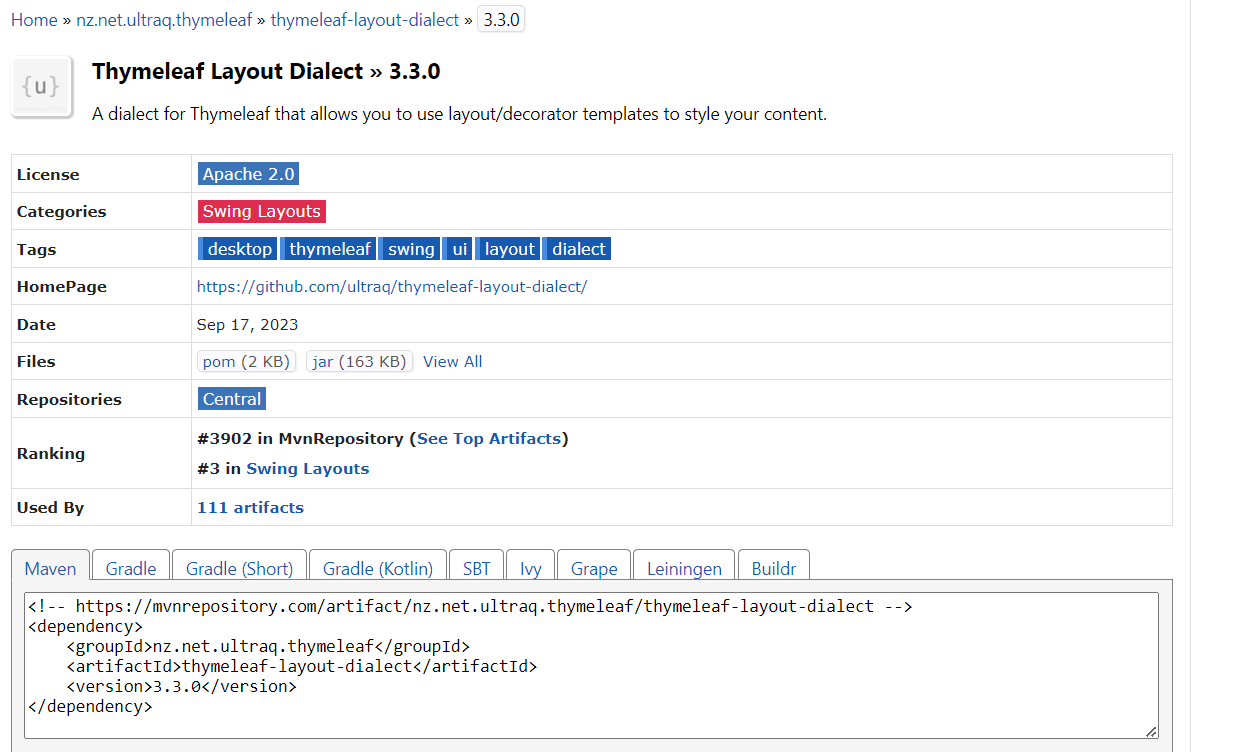 Home » nz.net.ultraq.thymeleaf » thymeleaf-layout-dialect » 3.3.0
{u}
Thymeleaf Layout Dialect » 3.3.0
A dialect for Thymeleaf that allows you to use layout/decorator templates to style your content.
License Apache 2.0
Categories Swing Layouts
Tags desktop thymeleaf swing ui layout dialect
HomePage https://github.com/ultraq/thymeleaf-layout-dialect/
Date Sep 17, 2023
Files pom (2 KB) jar (163 KB) View All
Repositories Central
Ranking #3902 in MvnRepository (See Top Artifacts)
#3 in Swing Layouts
Used By 111 artifacts
Maven Gradle Gradle (Short) Gradle (Kotlin) SBT Ivy Grape Leiningen Buildr
<!-- https://mvnrepository.com/artifact/nz.net.ultraq.thymeleaf/thymeleaf-layout-dialect -->
<dependency>
    <groupId>nz.net.ultraq.thymeleaf</groupId>
    <artifactId>thymeleaf-layout-dialect</artifactId>
    <version>3.3.0</version>
</dependency>